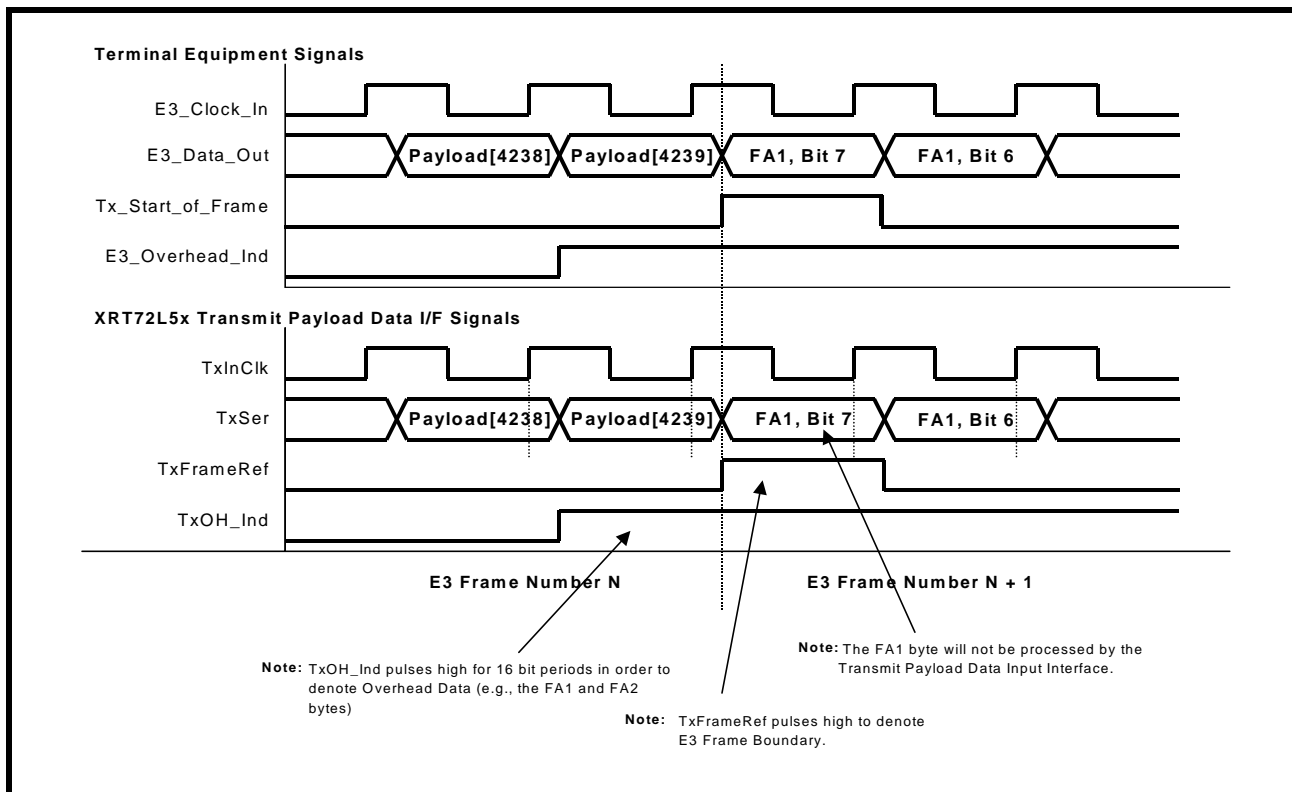 Terminal Equipment Signals
E3_Clock_In
E3_Data_Out
Payload[4238] Payload[4239] FA1, Bit 7 FA1, Bit 6
Tx_Start_of_Frame
E3_Overhead_Ind
XRT72L5x Transmit Payload Data I/F Signals
TxInClk
TxSer
Payload[4238] Payload[4239] FA1, Bit 7 FA1, Bit 6
TxFrameRef
TxOH_Ind
E3 Frame Number N E3 Frame Number N + 1
Note: The FA1 byte will not be processed by the
Transmit Payload Data Input Interface.
Note: TxOH_Ind pulses high for 16 bit periods in order to
denote Overhead Data (e.g., the FA1 and FA2
bytes)
Note: TxFrameRef pulses high to denote
E3 Frame Boundary.